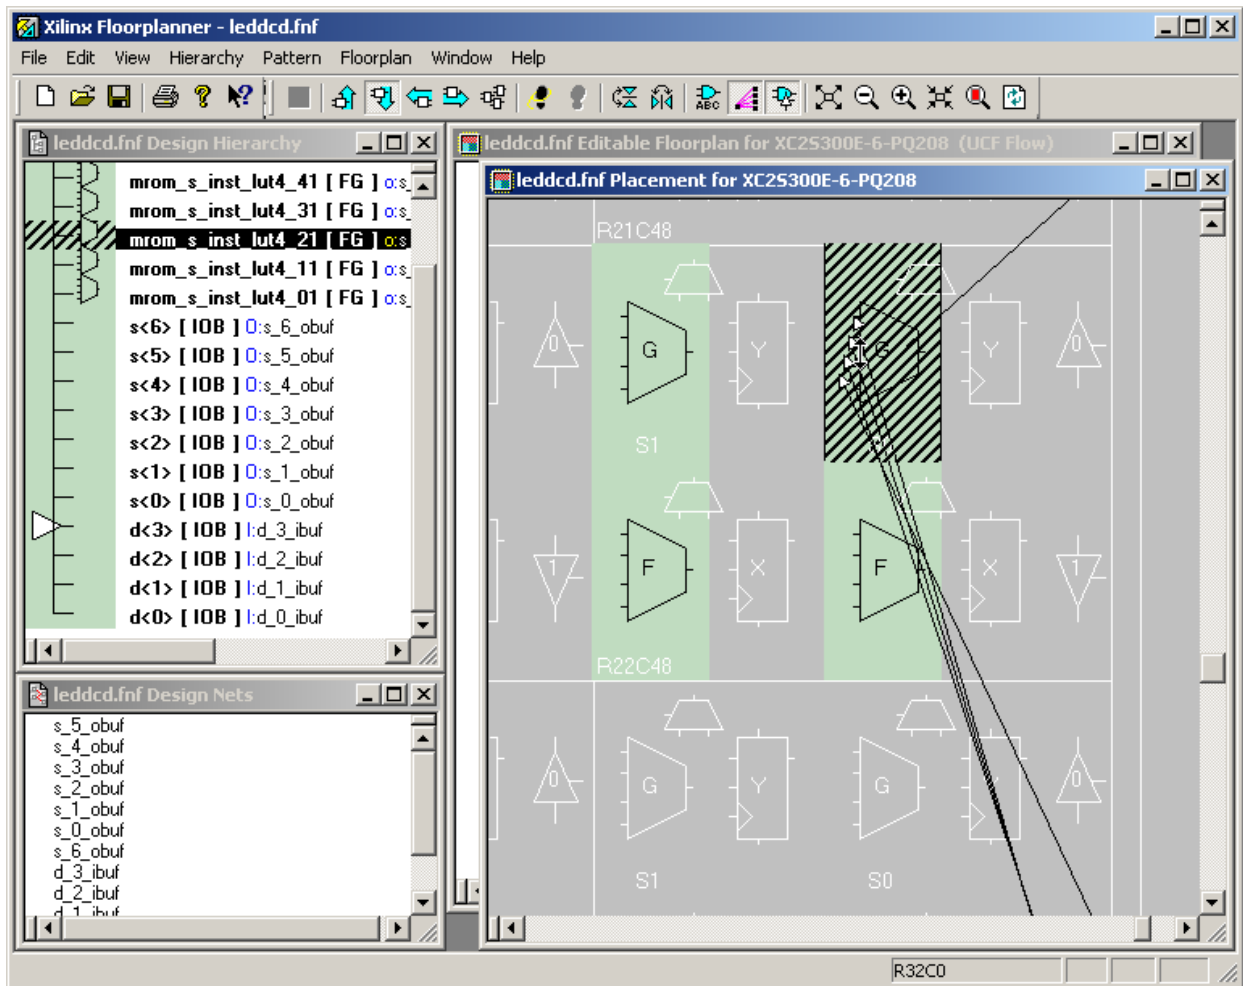 Xilinx Floorplanner - leddcd.fnf
File Edit View Hierarchy Pattern Floorplan Window Help
ABC
leddcd.fnf Design Hierarchy
mrom_s_inst_lut4_41 [ FG ] o:s_
mrom_s_inst_lut4_31 [ FG ] o:s_
mrom_s_inst_lut4_21 [ FG ] o:s
mrom_s_inst_lut4_11 [ FG ] o:s_
mrom_s_inst_lut4_01 [ FG ] o:s_
s<6> [ IOB ] O:s_6_obuf
s<5> [ IOB ] O:s_5_obuf
s<4> [ IOB ] O:s_4_obuf
s<3> [ IOB ] O:s_3_obuf
s<2> [ IOB ] O:s_2_obuf
s<1> [ IOB ] O:s_1_obuf
s<0> [ IOB ] O:s_0_obuf
d<3> [ IOB ] I:d_3_ibuf
d<2> [ IOB ] I:d_2_ibuf
d<1> [ IOB ] I:d_1_ibuf
d<0> [ IOB ] I:d_0_ibuf
leddcd.fnf Design Nets
s_5_obuf
s_4_obuf
s_3_obuf
s_2_obuf
s_1_obuf
s_0_obuf
s_6_obuf
d_3_ibuf
d_2_ibuf
d_1_ibuf
leddcd.fnf Editable Floorplan for XC2S300E-6-PQ208 (UCF Flow)
leddcd.fnf Placement for XC2S300E-6-PQ208
R21C48
0 G Y G Y 0
S1
1 F X F X 1
R22C48
0 G Y G Y 0
S1 S0
R32C0